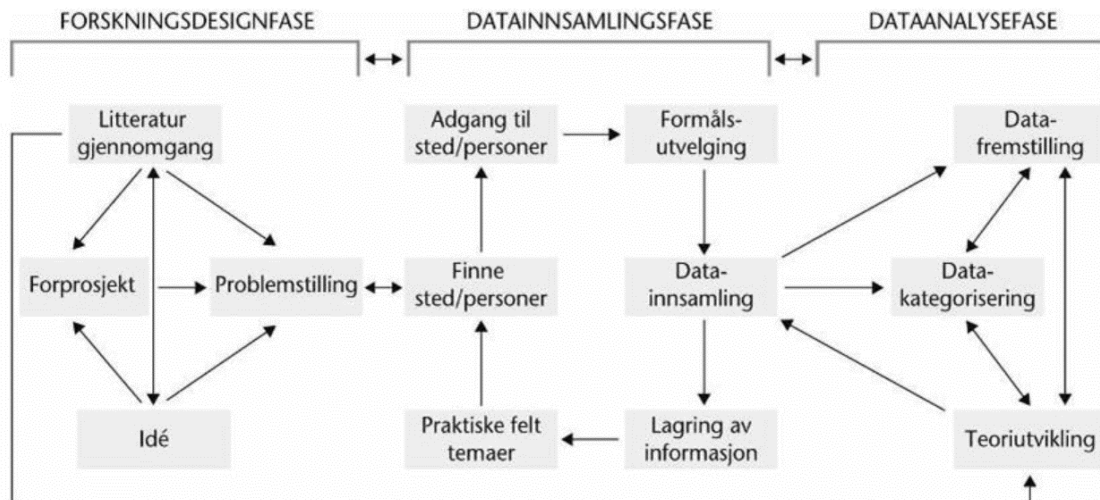 FORSKNINGSDESIGNFASE
DATAINNSAMLINGSFASE
DATAANALYSEFASE
Litteratur
gjennomgang
Adgang til
sted/personer
Formåls-
utvelging
Data-
fremstilling
Forprosjekt
Problemstilling
Finne
sted/personer
Data-
innsamling
Data-
kategorisering
Idé
Praktiske felt
temaer
Lagring av
informasjon
Teoriutvikling